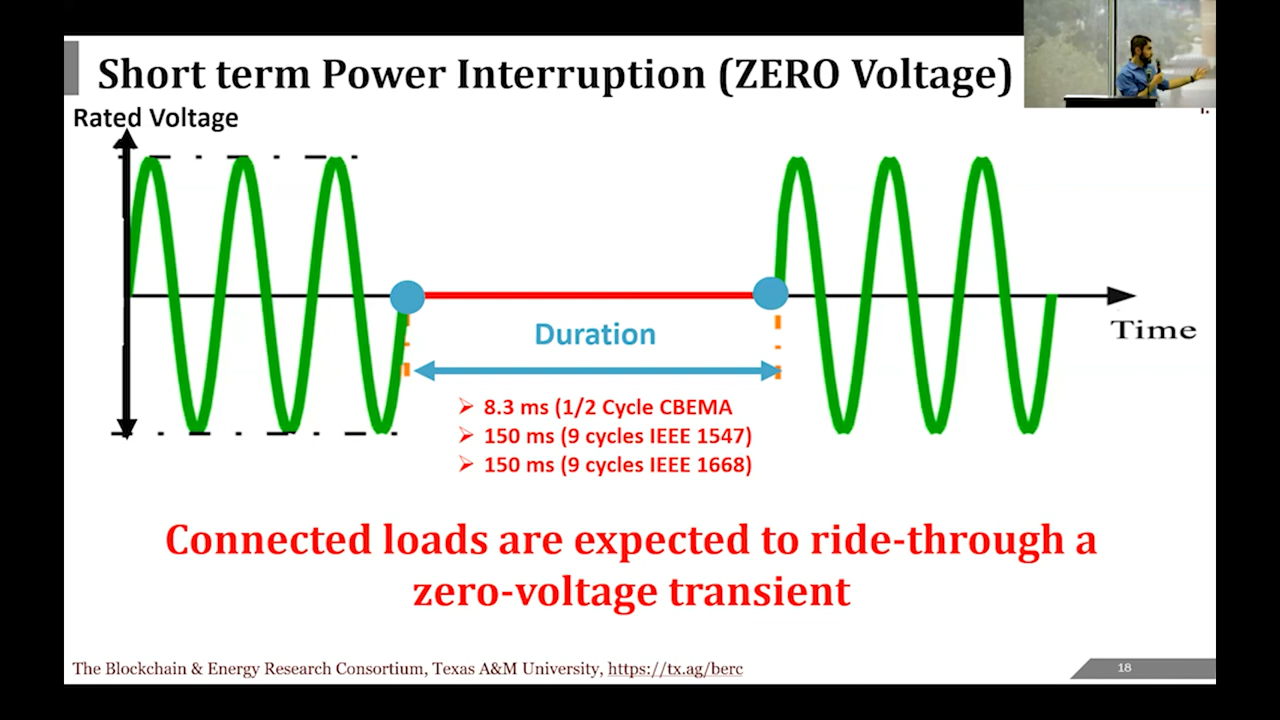 Short term Power Interruption (ZERO Voltage)
Rated Voltage
Time
Duration
8.3 ms (1/2 Cycle CBEMA
150 ms (9 cycles IEEE 1547)
150 ms (9 cycles IEEE 1668)
Connected loads are expected to ride-through a
zero-voltage transient
The Blockchain & Energy Research Consortium, Texas A&M University, https://tx.ag/berc
18